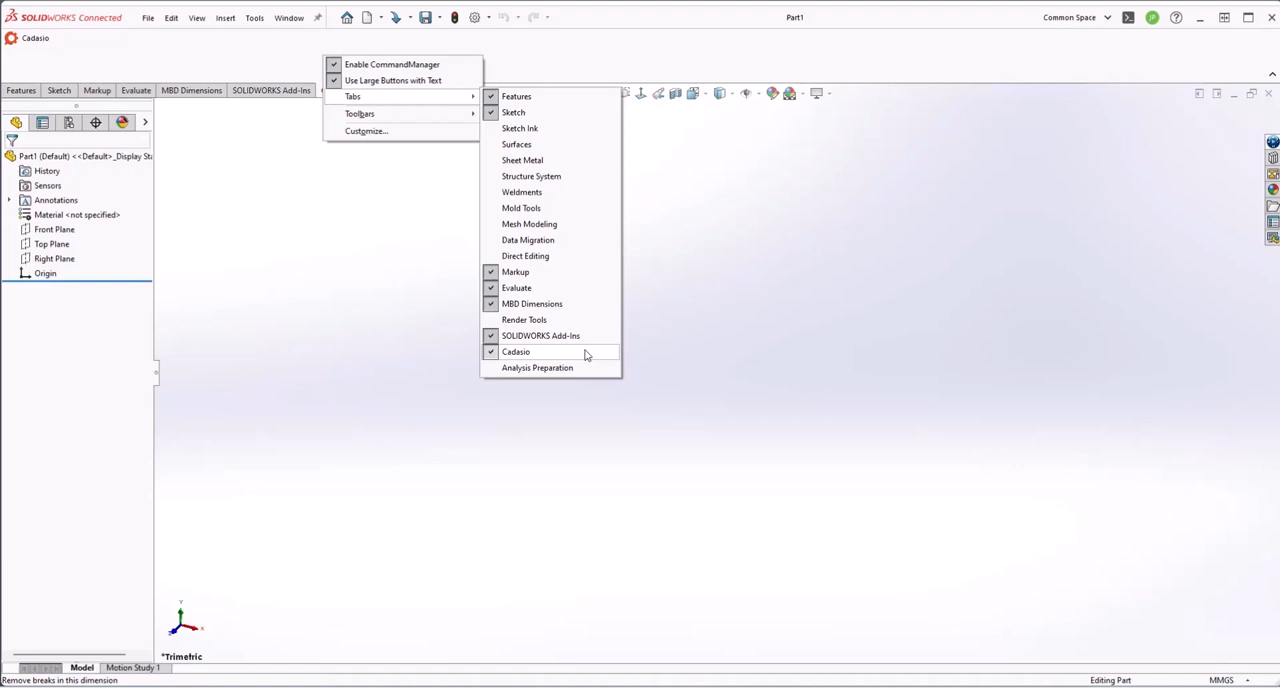 SOLIDWORKS Connected File Edit View Insert Tools Window Part1 Common Space JP
Cadasio
Features Sketch Markup Evaluate MBD Dimensions SOLIDWORKS Add-Ins
Enable CommandManager
Use Large Buttons with Text
Tabs
Toolbars
Customize...
Features
Sketch
Sketch Ink
Surfaces
Sheet Metal
Structure System
Weldments
Mold Tools
Mesh Modeling
Data Migration
Direct Editing
Markup
Evaluate
MBD Dimensions
Render Tools
SOLIDWORKS Add-Ins
Cadasio
Analysis Preparation
Part1 (Default) <<Default>_Display Sta
History
Sensors
Annotations
Material <not specified>
Front Plane
Top Plane
Right Plane
Origin
Y
X
Z
*Trimetric
Model Motion Study 1
Remove breaks in this dimension Editing Part MMGS